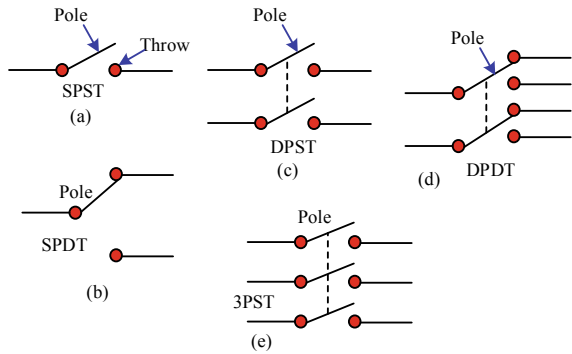 Pole
Throw
SPST
(a)
Pole
SPDT
(b)
Pole
DPST
(c)
Pole
(d)
DPDT
Pole
3PST
(e)